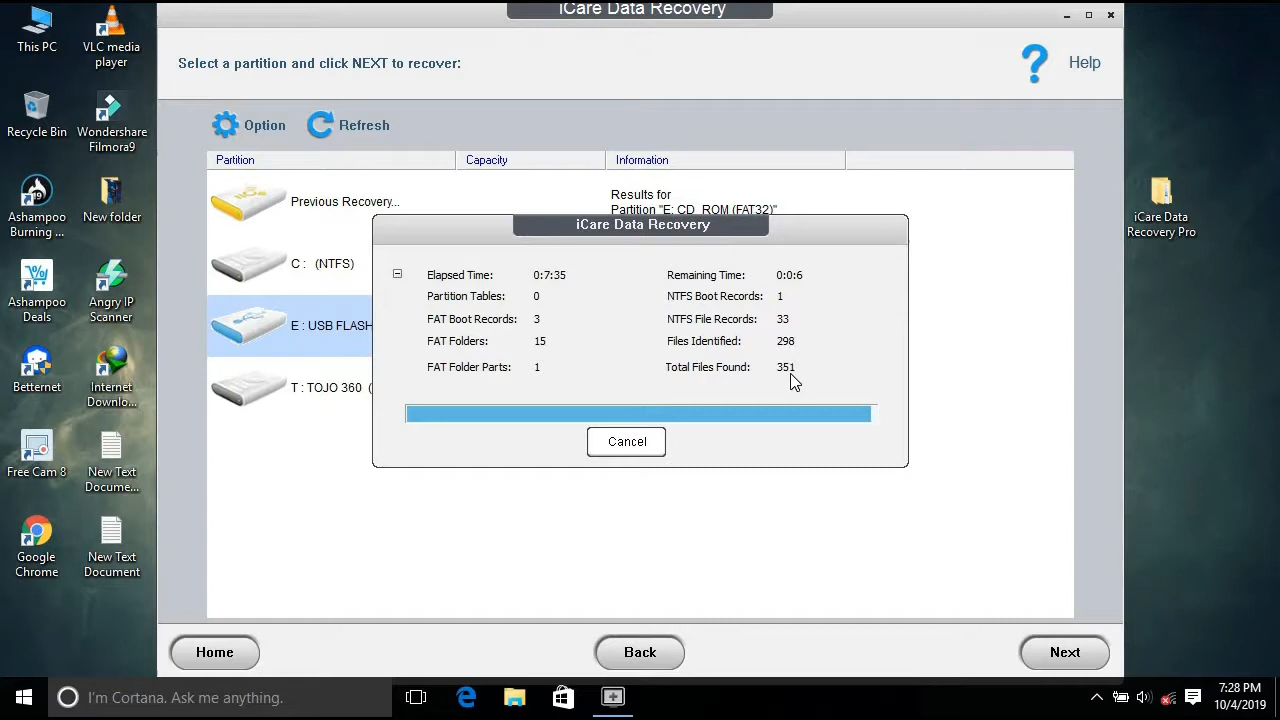 This PC
VLC media
player
Recycle Bin
Wondershare
Filmora9
Ashampoo
Burning ...
New folder
Ashampoo
Deals
Angry IP
Scanner
Betternet
Internet
Downlo...
Free Cam 8
New Text
Docume...
Google
Chrome
New Text
Document
iCare Data Recovery
Select a partition and click NEXT to recover:
Help
Option
Refresh
Partition
Capacity
Information
Previous Recovery...
Results for
Partition "E: CD_ROM (FAT32)"
C : (NTFS)
E : USB FLASH
T : TOJO 360 (
iCare Data Recovery
Elapsed Time: 0:7:35
Remaining Time: 0:0:6
Partition Tables: 0
NTFS Boot Records: 1
FAT Boot Records: 3
NTFS File Records: 33
FAT Folders: 15
Files Identified: 298
FAT Folder Parts: 1
Total Files Found: 351
Cancel
Home
Back
Next
iCare Data
Recovery Pro
I'm Cortana. Ask me anything.
7:28 PM
10/4/2019